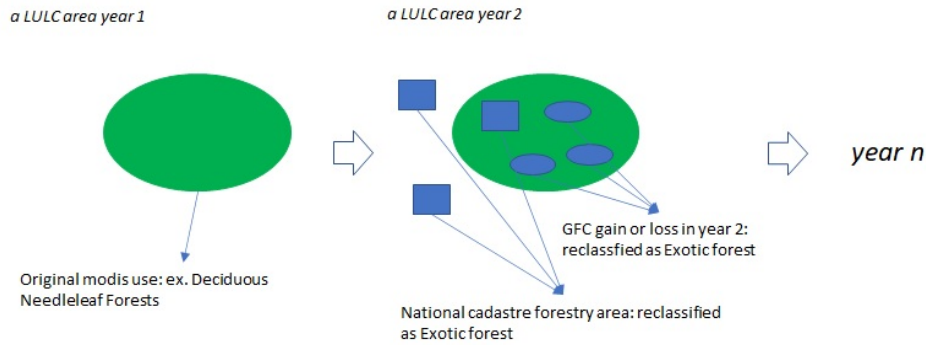 a LULC area year 1
a LULC area year 2
year n
GFC gain or loss in year 2:
reclassfied as Exotic forest
Original modis use: ex. Deciduous
Needleleaf Forests
National cadastre forestry area: reclassified
as Exotic forest